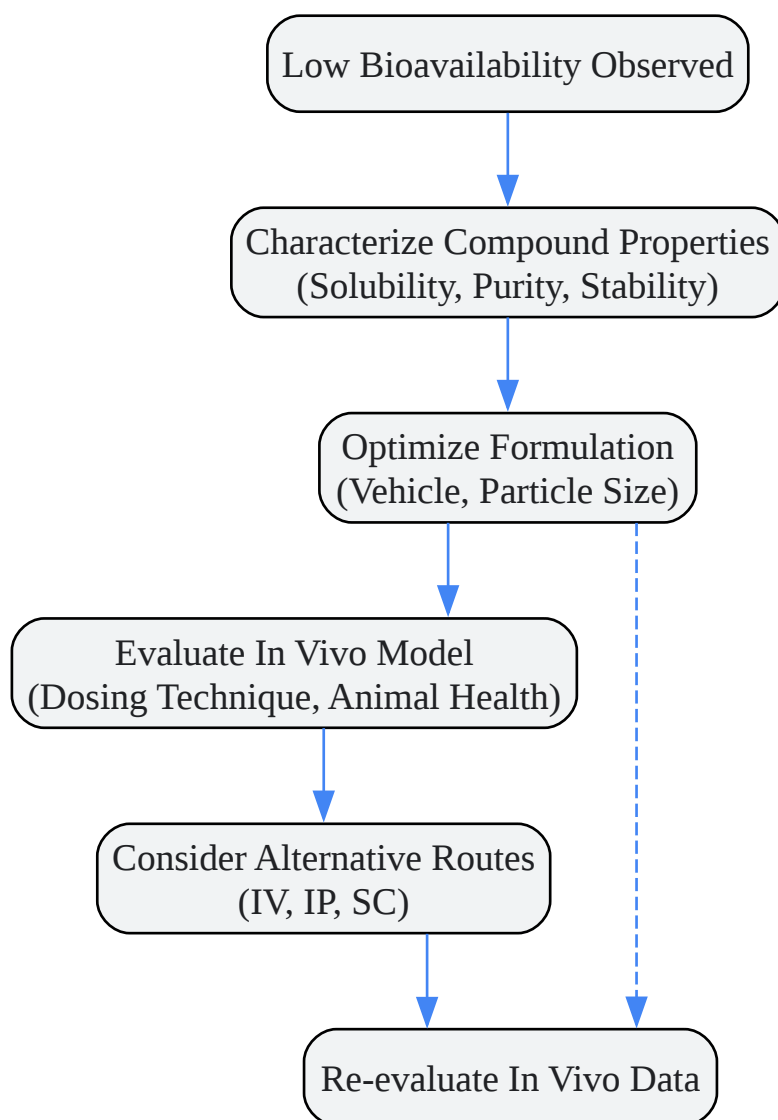 Low Bioavailability Observed
Characterize Compound Properties
(Solubility, Purity, Stability)
Optimize Formulation
(Vehicle, Particle Size)
Evaluate In Vivo Model
(Dosing Technique, Animal Health)
Consider Alternative Routes
(IV, IP, SC)
Re-evaluate In Vivo Data